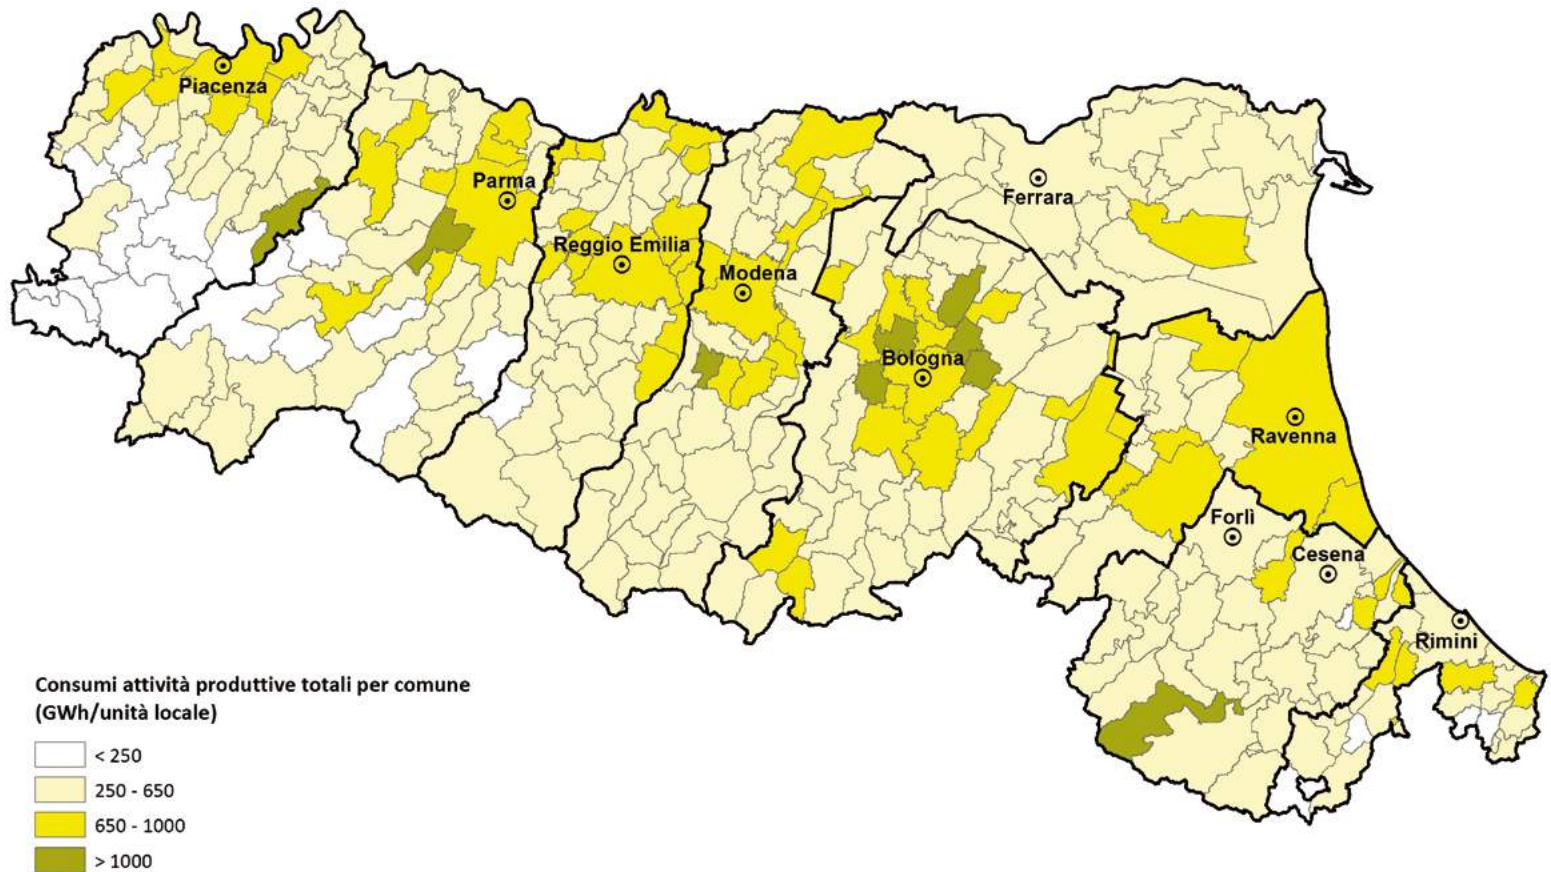 Piacenza
Parma
Ferrara
Reggio Emilia
Modena
Bologna
Ravenna
Forlì
Cesena
Rimini
Consumi attività produttive totali per comune
(GWh/unità locale)
< 250
250 - 650
650 - 1000
> 1000